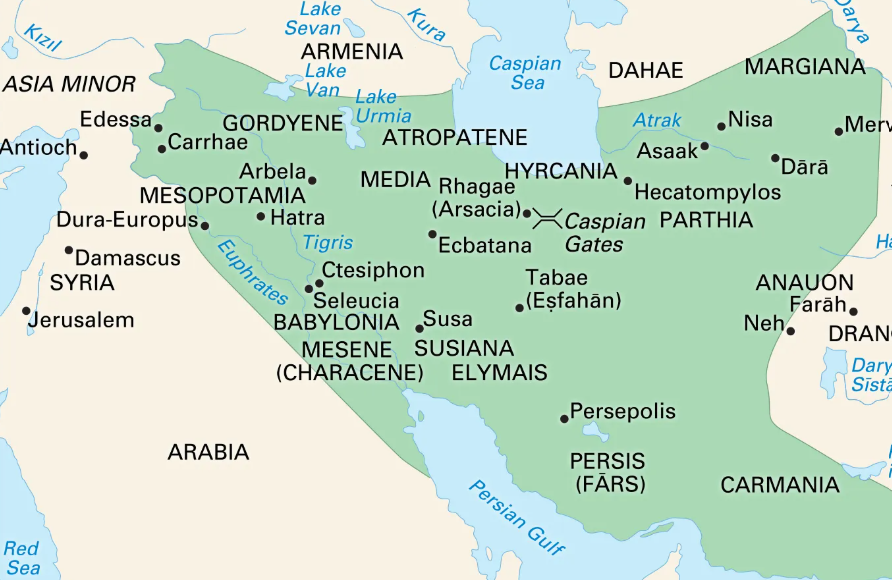 Kızıl
Lake
Sevan
Kura
ARMENIA
Caspian
Sea
DAHAE
MARGIANA
Darya
ASIA MINOR
Lake
Van
Lake
Urmia
Edessa
GORDYENE
Carrhae
Antioch
ATROPATENE
Atrak
Nisa
Merv
Asaak
Dārā
Arbela
MESOPOTAMIA
MEDIA
Rhagae
(Arsacia)
HYRCANIA
Hecatompylos
PARTHIA
Caspian
Gates
Dura-Europus
Hatra
Tigris
Ecbatana
Damascus
SYRIA
Euphrates
Ctesiphon
Seleucia
Tabae
(Eṣfahān)
ANAUON
Farāh
Neh
DRAN
Jerusalem
BABYLONIA
Susa
MESENE
(CHARACENE)
SUSIANA
ELYMAIS
Dary
Sīstā
Persepolis
ARABIA
PERSIS
(FĀRS)
CARMANIA
Persian Gulf
Red
Sea
Ha